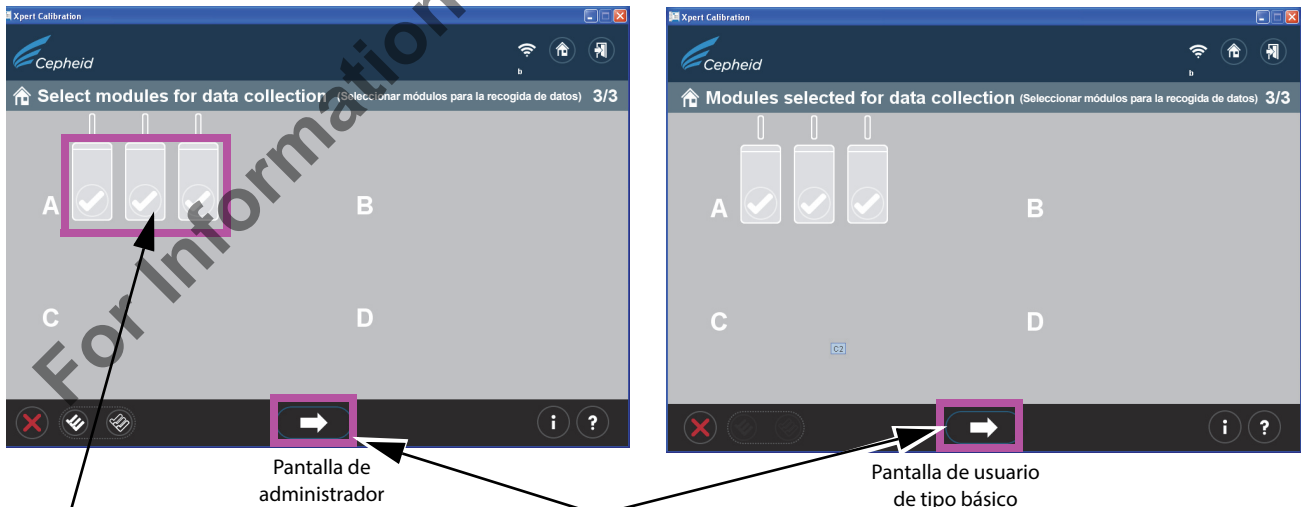 Xpert Calibration
Cepheid
b
Select modules for data collection (Seleccionar módulos para la recogida de datos) 3/3
A
B
C
D
i ?
Pantalla de
administrador
Xpert Calibration
Cepheid
b
Modules selected for data collection (Seleccionar módulos para la recogida de datos) 3/3
A
B
C
D
C2
i ?
Pantalla de usuario
de tipo básico
For Information